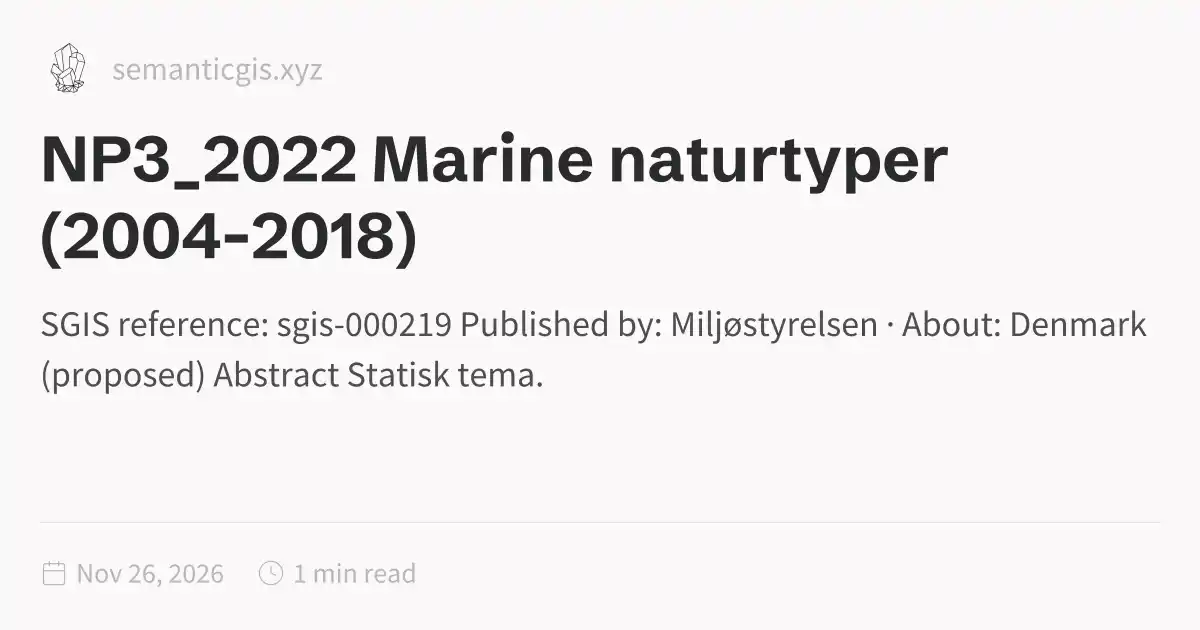 semanticgis.xyz
NP3_2022 Marine naturtyper
(2004-2018)
SGIS reference: sgis-000219 Published by: Miljøstyrelsen · About: Denmark
(proposed) Abstract Statisk tema.
Nov 26, 2026 1 min read